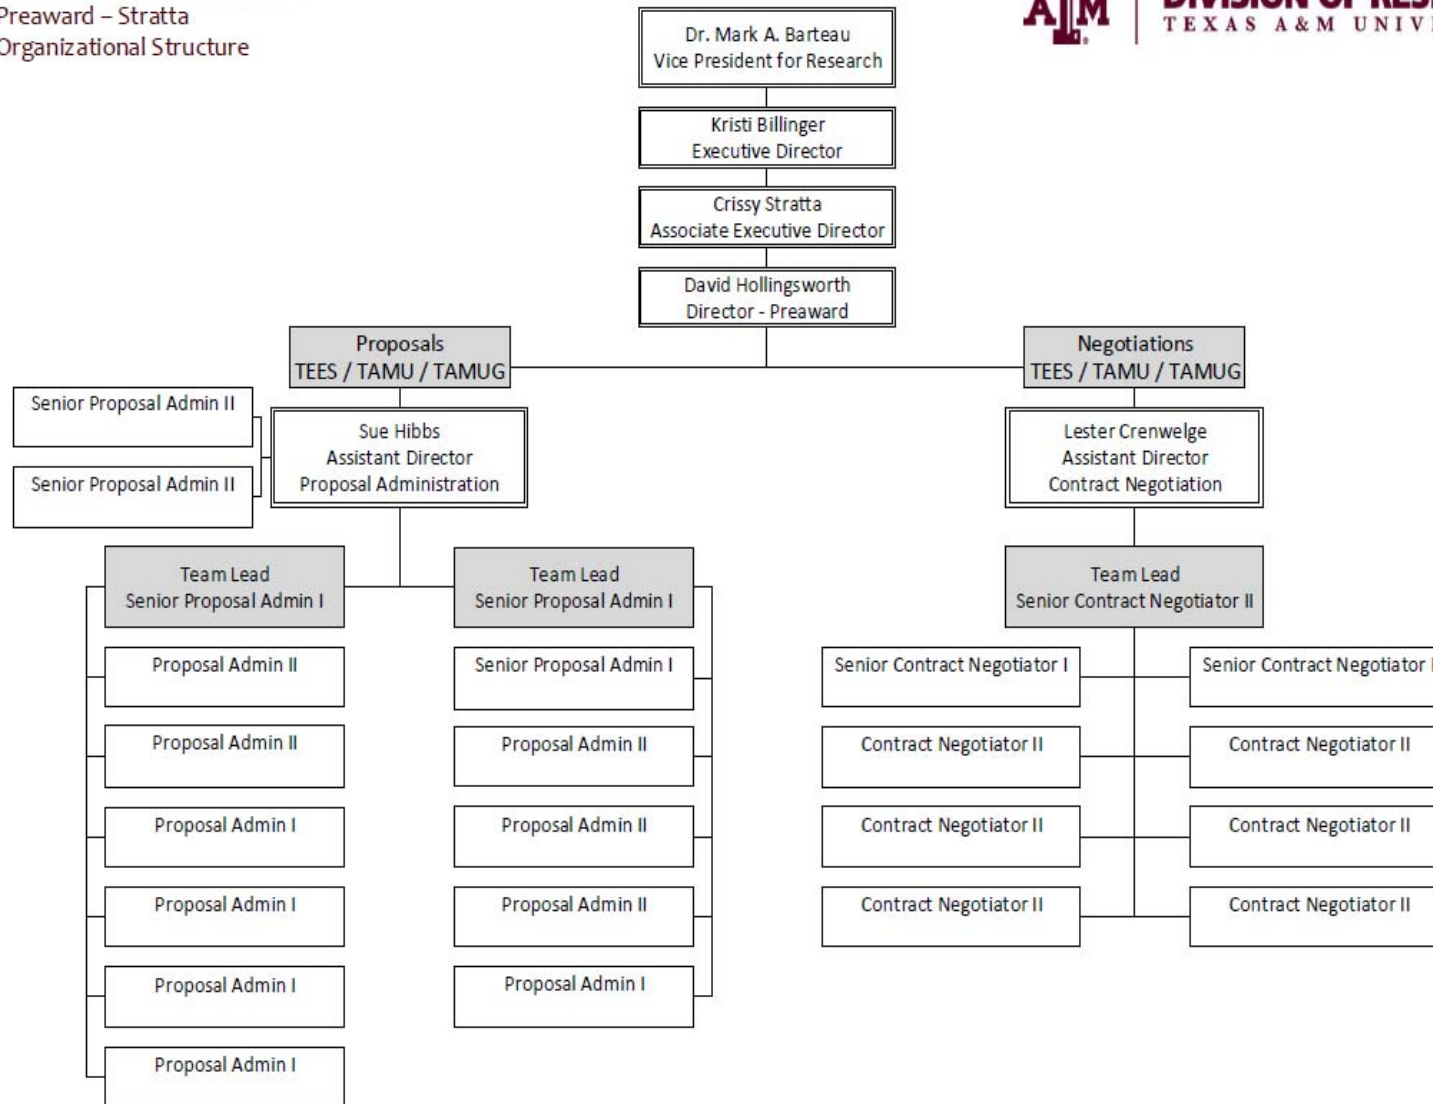 Preaward – Stratta
Organizational Structure
TEXAS A&M
Dr. Mark A. Barteau
Vice President for Research
Kristi Billinger
Executive Director
Crissy Stratta
Associate Executive Director
David Hollingsworth
Director - Preaward
Proposals
TEES / TAMU / TAMUG
Negotiations
TEES / TAMU / TAMUG
Senior Proposal Admin II
Senior Proposal Admin II
Sue Hibbs
Assistant Director
Proposal Administration
Lester Crenwelge
Assistant Director
Contract Negotiation
Team Lead
Senior Proposal Admin I
Proposal Admin II
Proposal Admin II
Proposal Admin I
Proposal Admin I
Proposal Admin I
Proposal Admin I
Team Lead
Senior Proposal Admin I
Senior Proposal Admin I
Proposal Admin II
Proposal Admin II
Proposal Admin II
Proposal Admin I
Team Lead
Senior Contract Negotiator II
Senior Contract Negotiator I
Contract Negotiator II
Contract Negotiator II
Contract Negotiator II
Senior Contract Negotiator
Contract Negotiator II
Contract Negotiator II
Contract Negotiator II